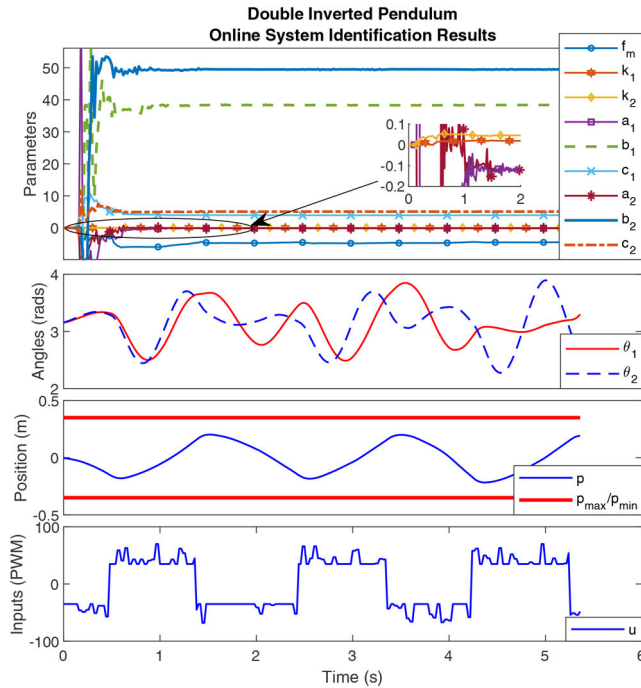 Double Inverted Pendulum
Online System Identification Results
Parameters
50
40
30
20
10
0
0.1
0
-0.1
-0.2
0 1 2
f_m
k_1
k_2
a_1
b_1
c_1
a_2
b_2
c_2
Angles (rads)
4
3
2
θ_1
θ_2
Position (m)
0.5
0
-0.5
p
p_max/p_min
Inputs (PWM)
100
0
-100
u
0 1 2 3 4 5 6
Time (s)